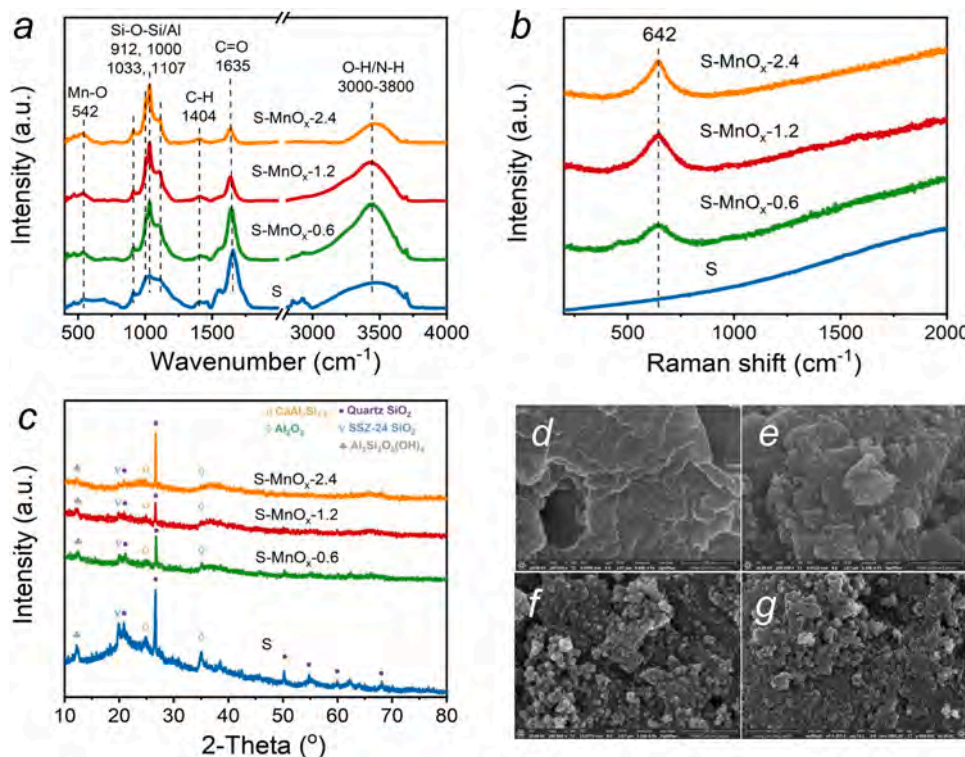 a
Si-O-Si/Al
912, 1000
1033, 1107
C=O
1635
O-H/N-H
3000-3800
Mn-O
542
C-H
1404
S-MnOₓ-2.4
S-MnOₓ-1.2
S-MnOₓ-0.6
S
Intensity (a.u.)
500 1000 1500 3000 3500 4000
Wavenumber (cm⁻¹)
b
642
S-MnOₓ-2.4
S-MnOₓ-1.2
S-MnOₓ-0.6
S
Intensity (a.u.)
500 1000 1500 2000
Raman shift (cm⁻¹)
c
Quartz SiO₂
Al₂O₃
SSZ-24 SiO₂
S-MnOₓ-2.4
S-MnOₓ-1.2
S-MnOₓ-0.6
S
Intensity (a.u.)
10 20 30 40 50 60 70 80
2-Theta (°)
d
e
f
g